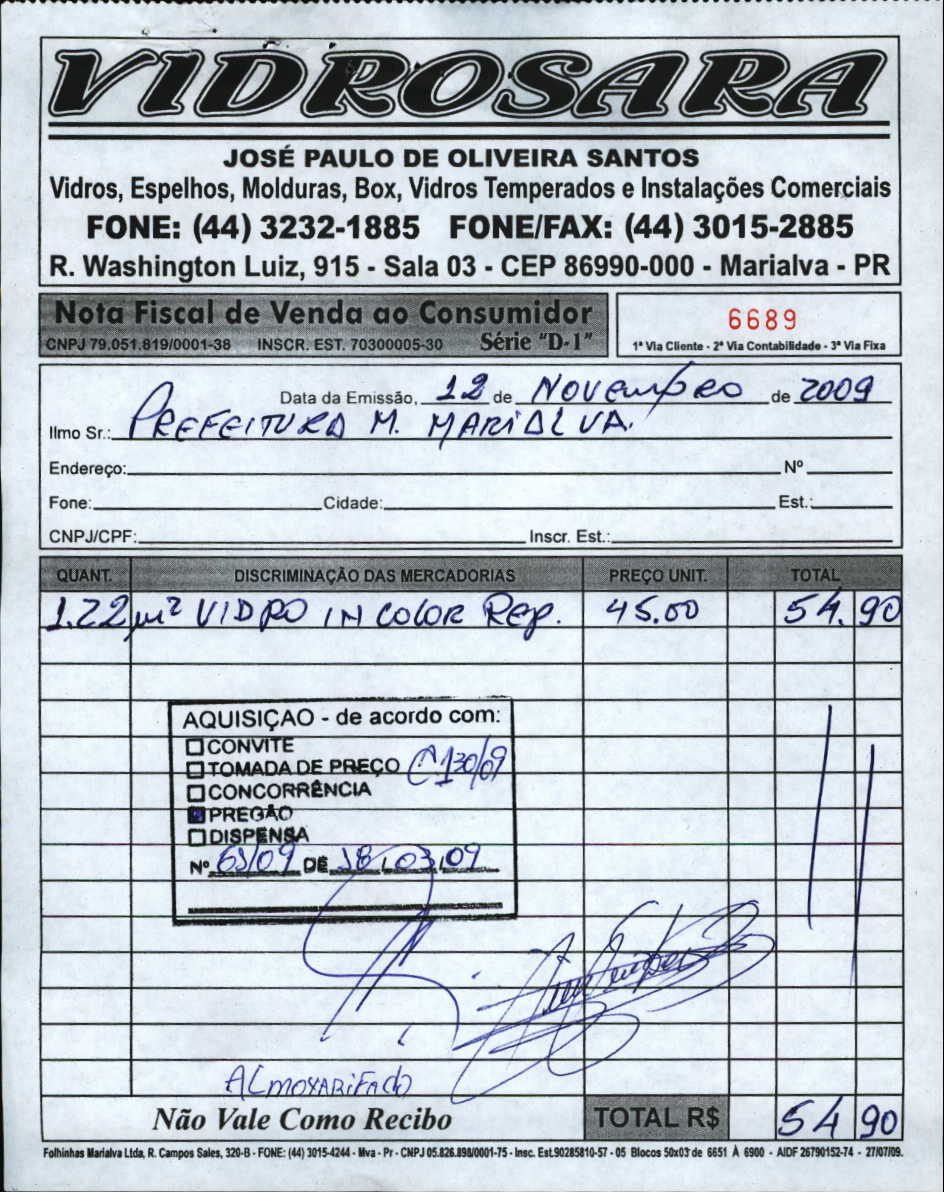 VIDROSARA
JOSÉ PAULO DE OLIVEIRA SANTOS
Vidros, Espelhos, Molduras, Box, Vidros Temperados e Instalações Comerciais
FONE: (44) 3232-1885 FONE/FAX: (44) 3015-2885
R. Washington Luiz, 915 - Sala 03 - CEP 86990-000 - Marialva - PR
Nota Fiscal de Venda ao Consumidor
CNPJ 79.051.819/0001-38 INSCR. EST. 70300005-30 Série "D-1"
6689
1ª Via Cliente - 2ª Via Contabilidade - 3ª Via Fixa
Data da Emissão, 12 de NOVEMBRO de 2009
Ilmo Sr.: PREFEITURA M. MARIALVA.
Endereço: Nº
Fone: Cidade: Est.:
CNPJ/CPF: Inscr. Est.:
QUANT. DISCRIMINAÇÃO DAS MERCADORIAS PREÇO UNIT. TOTAL
1.22 m² VIDRO INCOLOR Rep. 45.00 54.90
AQUISIÇÃO - de acordo com:
CONVITE
TOMADA DE PREÇO C 130/09
CONCORRÊNCIA
PREGÃO
DISPENSA
Nº /09 DE 18/03/09
ALMOXARIFADO
Não Vale Como Recibo TOTAL R$ 54 90
Folhinhas Marialva Ltda, R. Campos Sales, 320-B - FONE: (44) 3015-4244 - Mva - Pr - CNPJ 05.826.898/0001-75 - Insc. Est.90285810-57 - 05 Blocos 50x03 de 6651 À 6900 - AIDF 26790152-74 - 27/07/09.